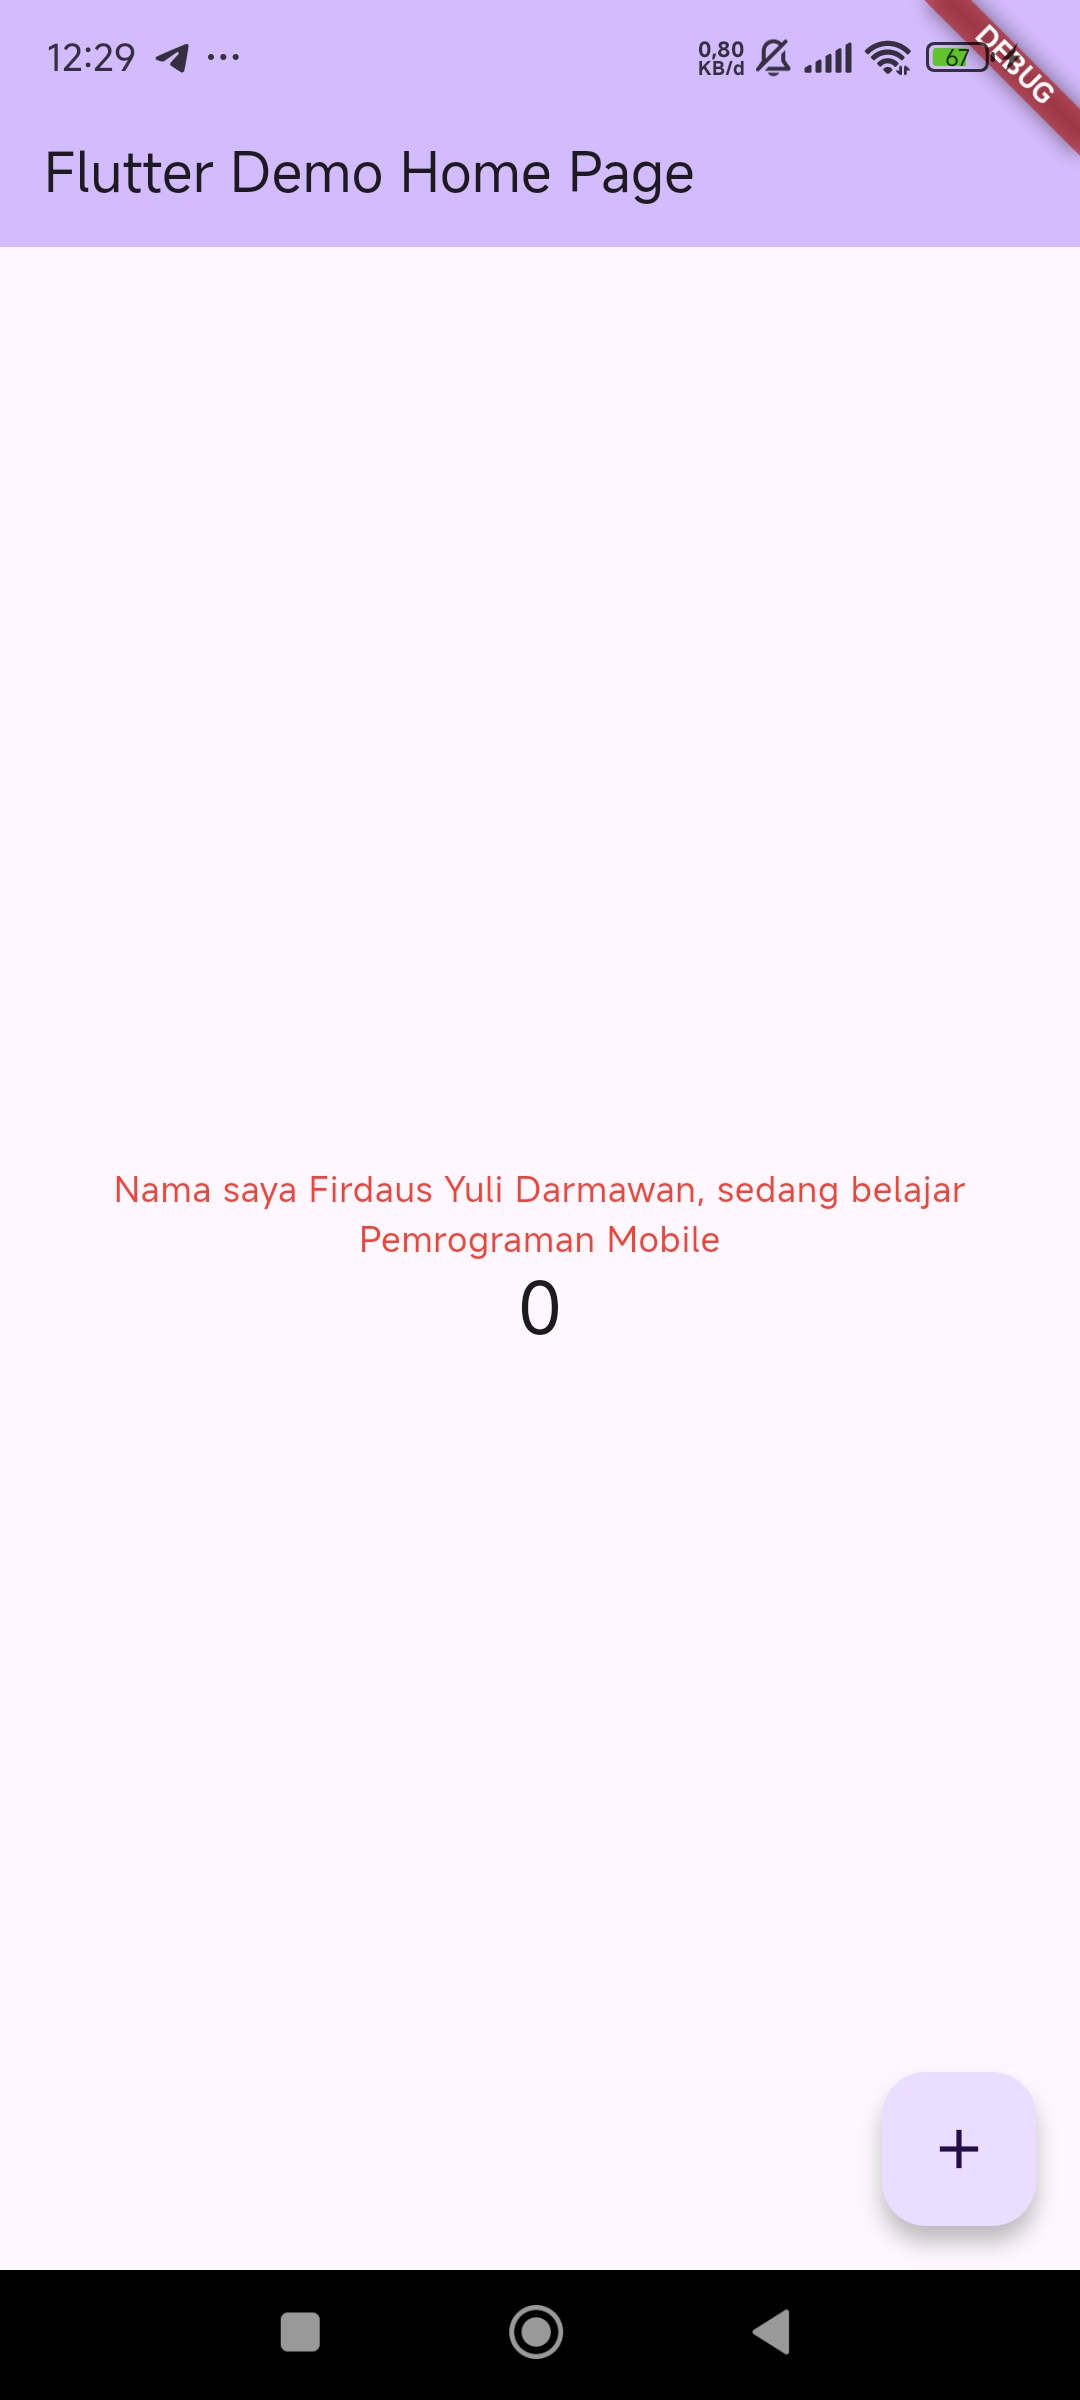 12:29
0,80
KB/d
67
DEBUG
Flutter Demo Home Page
Nama saya Firdaus Yuli Darmawan, sedang belajar
Pemrograman Mobile
0